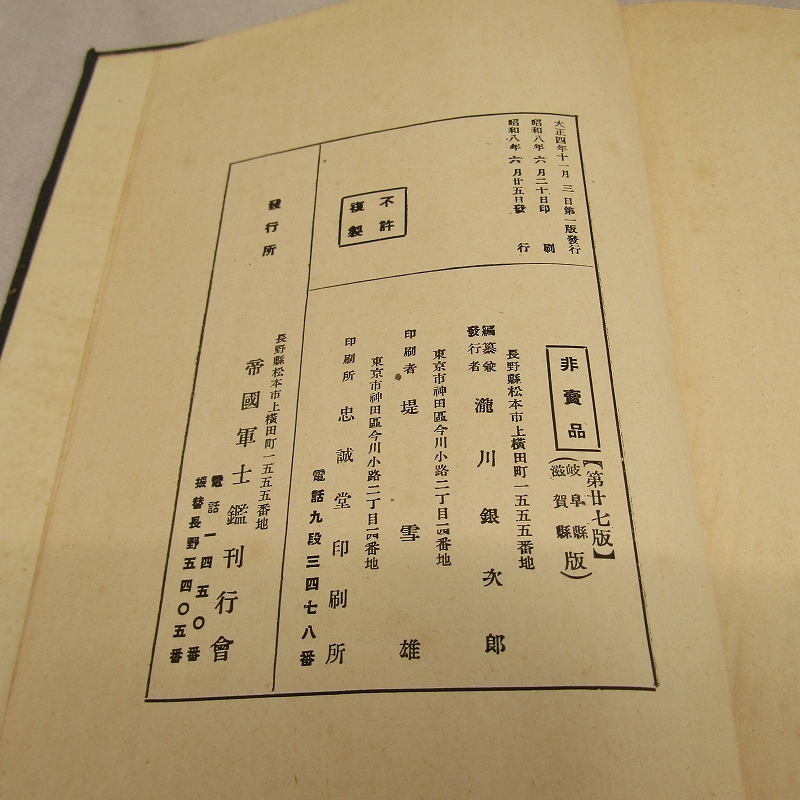 大正四年十一月三日第一版發行
昭和八年六月二十日印刷
昭和八年六月廿五日發行
不許
複製
非賣品
【第廿七版】
(岐阜縣
滋賀縣版)
長野縣松本市上横田町一五五五番地
編纂兼
發行者 瀧川銀次郎
東京市神田區今川小路二丁目一四番地
印刷者 堤雪雄
東京市神田區今川小路二丁目一四番地
印刷所 忠誠堂印刷所
電話九段三四七八番
發行所
長野縣松本市上横田町一五五五番地
帝國軍士鑑刊行會
電話一四五〇番
振替長野五四〇五番